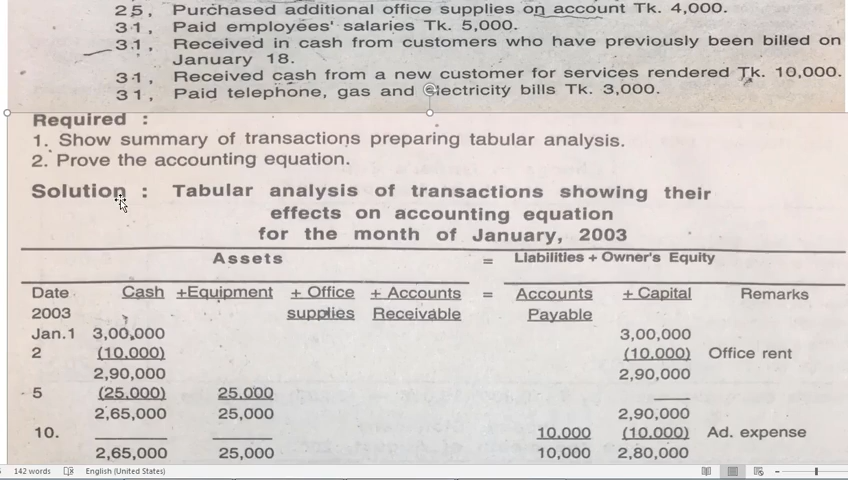 25, Purchased additional office supplies on account Tk. 4,000.
31, Paid employees' salaries Tk. 5,000.
31, Received in cash from customers who have previously been billed on
January 18.
31, Received cash from a new customer for services rendered Tk. 10,000.
31, Paid telephone, gas and electricity bills Tk. 3,000.
Required :
1. Show summary of transactions preparing tabular analysis.
2. Prove the accounting equation.
Solution : Tabular analysis of transactions showing their
effects on accounting equation
for the month of January, 2003
Assets = Liabilities + Owner's Equity
Date Cash +Equipment + Office + Accounts = Accounts + Capital Remarks
2003 supplies Receivable Payable
Jan.1 3,00,000 3,00,000
2 (10,000) (10,000) Office rent
2,90,000 2,90,000
5 (25,000) 25,000
2,65,000 25,000 2,90,000
10. 10,000 (10,000) Ad. expense
2,65,000 25,000 10,000 2,80,000
142 words English (United States)